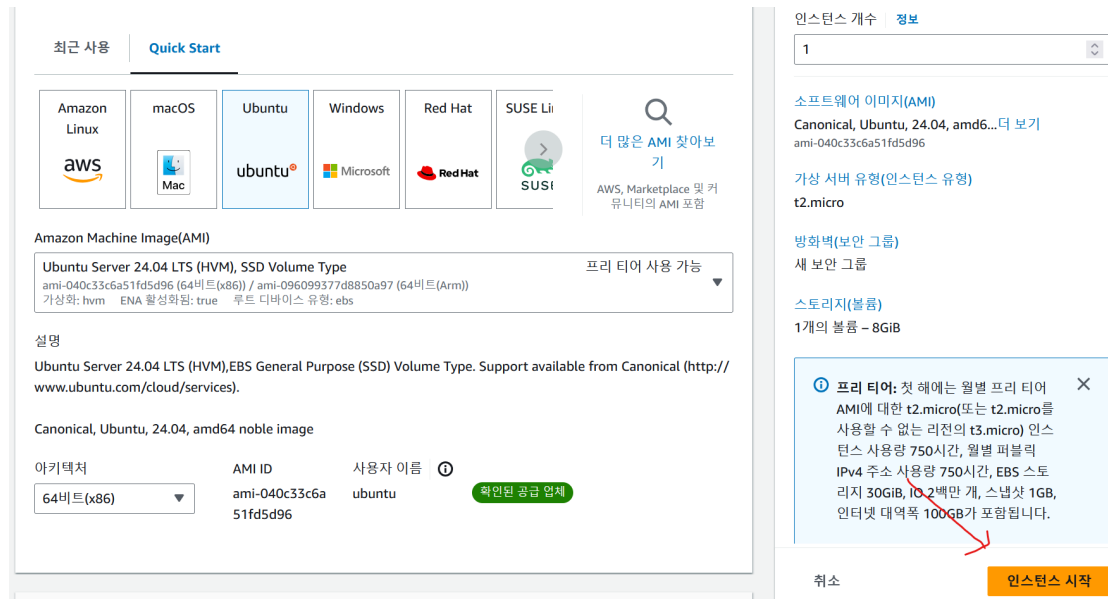 최근 사용
Quick Start
Amazon
Linux
aws
macOS
Mac
Ubuntu
ubuntu
Windows
Microsoft
Red Hat
Red Hat
SUSE Li
SUSE
더 많은 AMI 찾아보
기
AWS, Marketplace 및 커
뮤니티의 AMI 포함
Amazon Machine Image(AMI)
Ubuntu Server 24.04 LTS (HVM), SSD Volume Type
프리 티어 사용 가능
ami-040c33c6a51fd5d96 (64비트(x86)) / ami-096099377d8850a97 (64비트(Arm))
가상화: hvm ENA 활성화됨: true 루트 디바이스 유형: ebs
설명
Ubuntu Server 24.04 LTS (HVM),EBS General Purpose (SSD) Volume Type. Support available from Canonical (http://
www.ubuntu.com/cloud/services).
Canonical, Ubuntu, 24.04, amd64 noble image
아키텍처
64비트(x86)
AMI ID
ami-040c33c6a
51fd5d96
사용자 이름
ubuntu
확인된 공급 업체
인스턴스 개수 정보
1
소프트웨어 이미지(AMI)
Canonical, Ubuntu, 24.04, amd6...더 보기
ami-040c33c6a51fd5d96
가상 서버 유형(인스턴스 유형)
t2.micro
방화벽(보안 그룹)
새 보안 그룹
스토리지(볼륨)
1개의 볼륨 – 8GiB
프리 티어: 첫 해에는 월별 프리 티어
AMI에 대한 t2.micro(또는 t2.micro를
사용할 수 없는 리전의 t3.micro) 인스
턴스 사용량 750시간, 월별 퍼블릭
IPv4 주소 사용량 750시간, EBS 스토
리지 30GiB, IO 2백만 개, 스냅샷 1GB,
인터넷 대역폭 100GB가 포함됩니다.
취소
인스턴스 시작